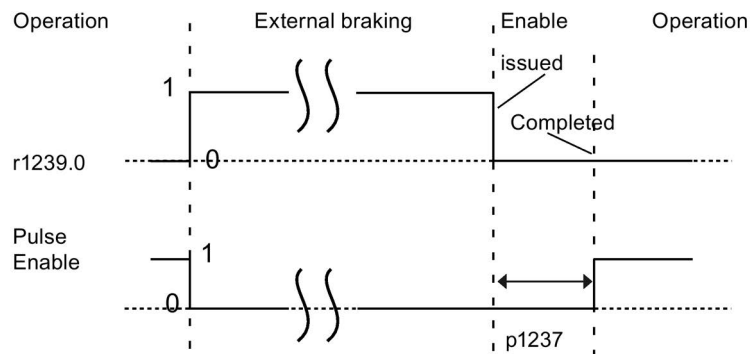 Operation External braking Enable Operation
issued
1
Completed
r1239.0
0
Pulse
Enable
1
0
p1237